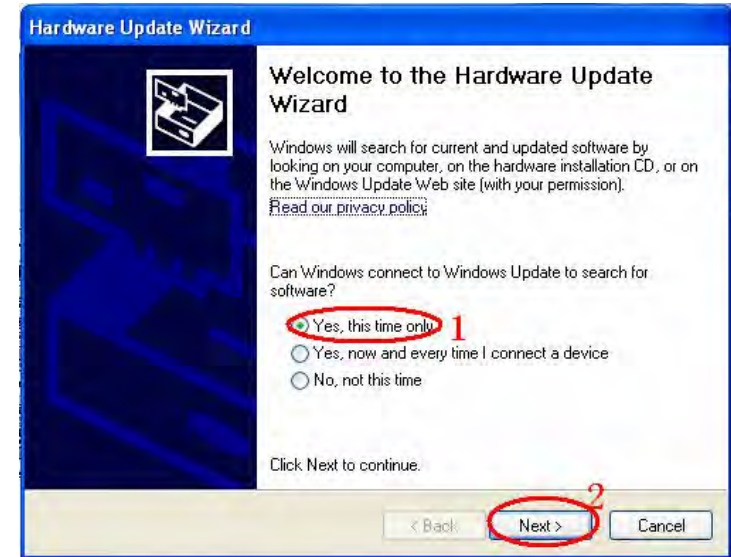 Hardware Update Wizard
Welcome to the Hardware Update
Wizard
Windows will search for current and updated software by
looking on your computer, on the hardware installation CD, or on
the Windows Update Web site (with your permission).
Read our privacy policy
Can Windows connect to Windows Update to search for
software?
Yes, this time only 1
Yes, now and every time I connect a device
No, not this time
Click Next to continue.
2
< Back Next > Cancel